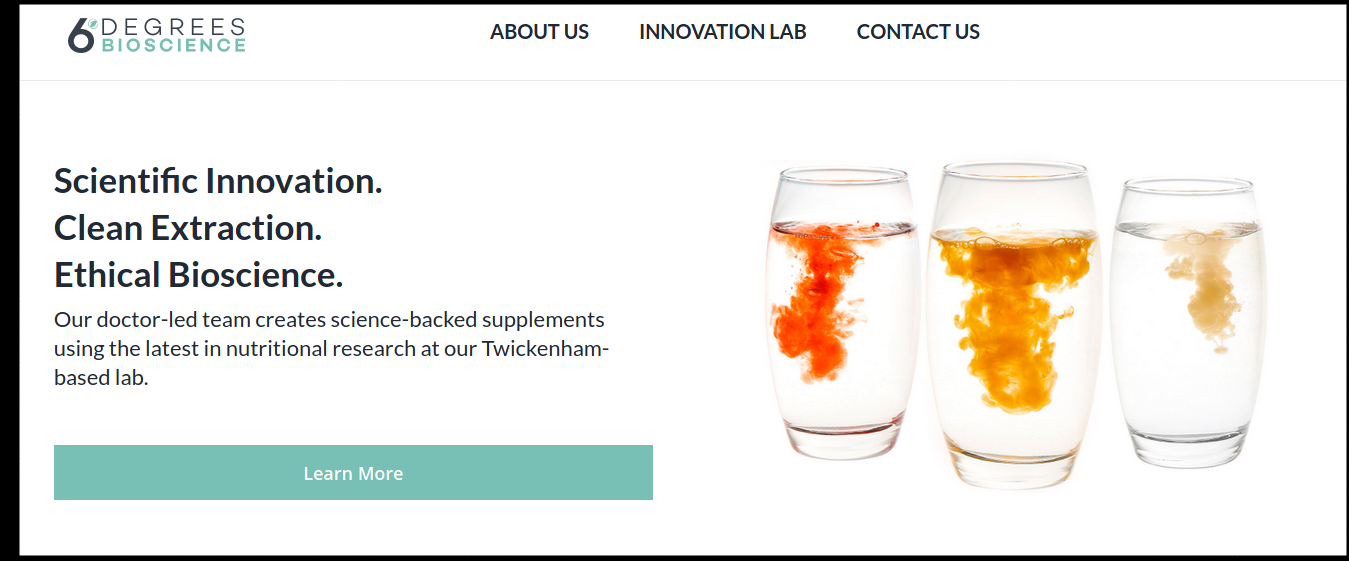 6 DEGREES
BIOSCIENCE
ABOUT US
INNOVATION LAB
CONTACT US
Scientific Innovation.
Clean Extraction.
Ethical Bioscience.
Our doctor-led team creates science-backed supplements
using the latest in nutritional research at our Twickenham-
based lab.
Learn More